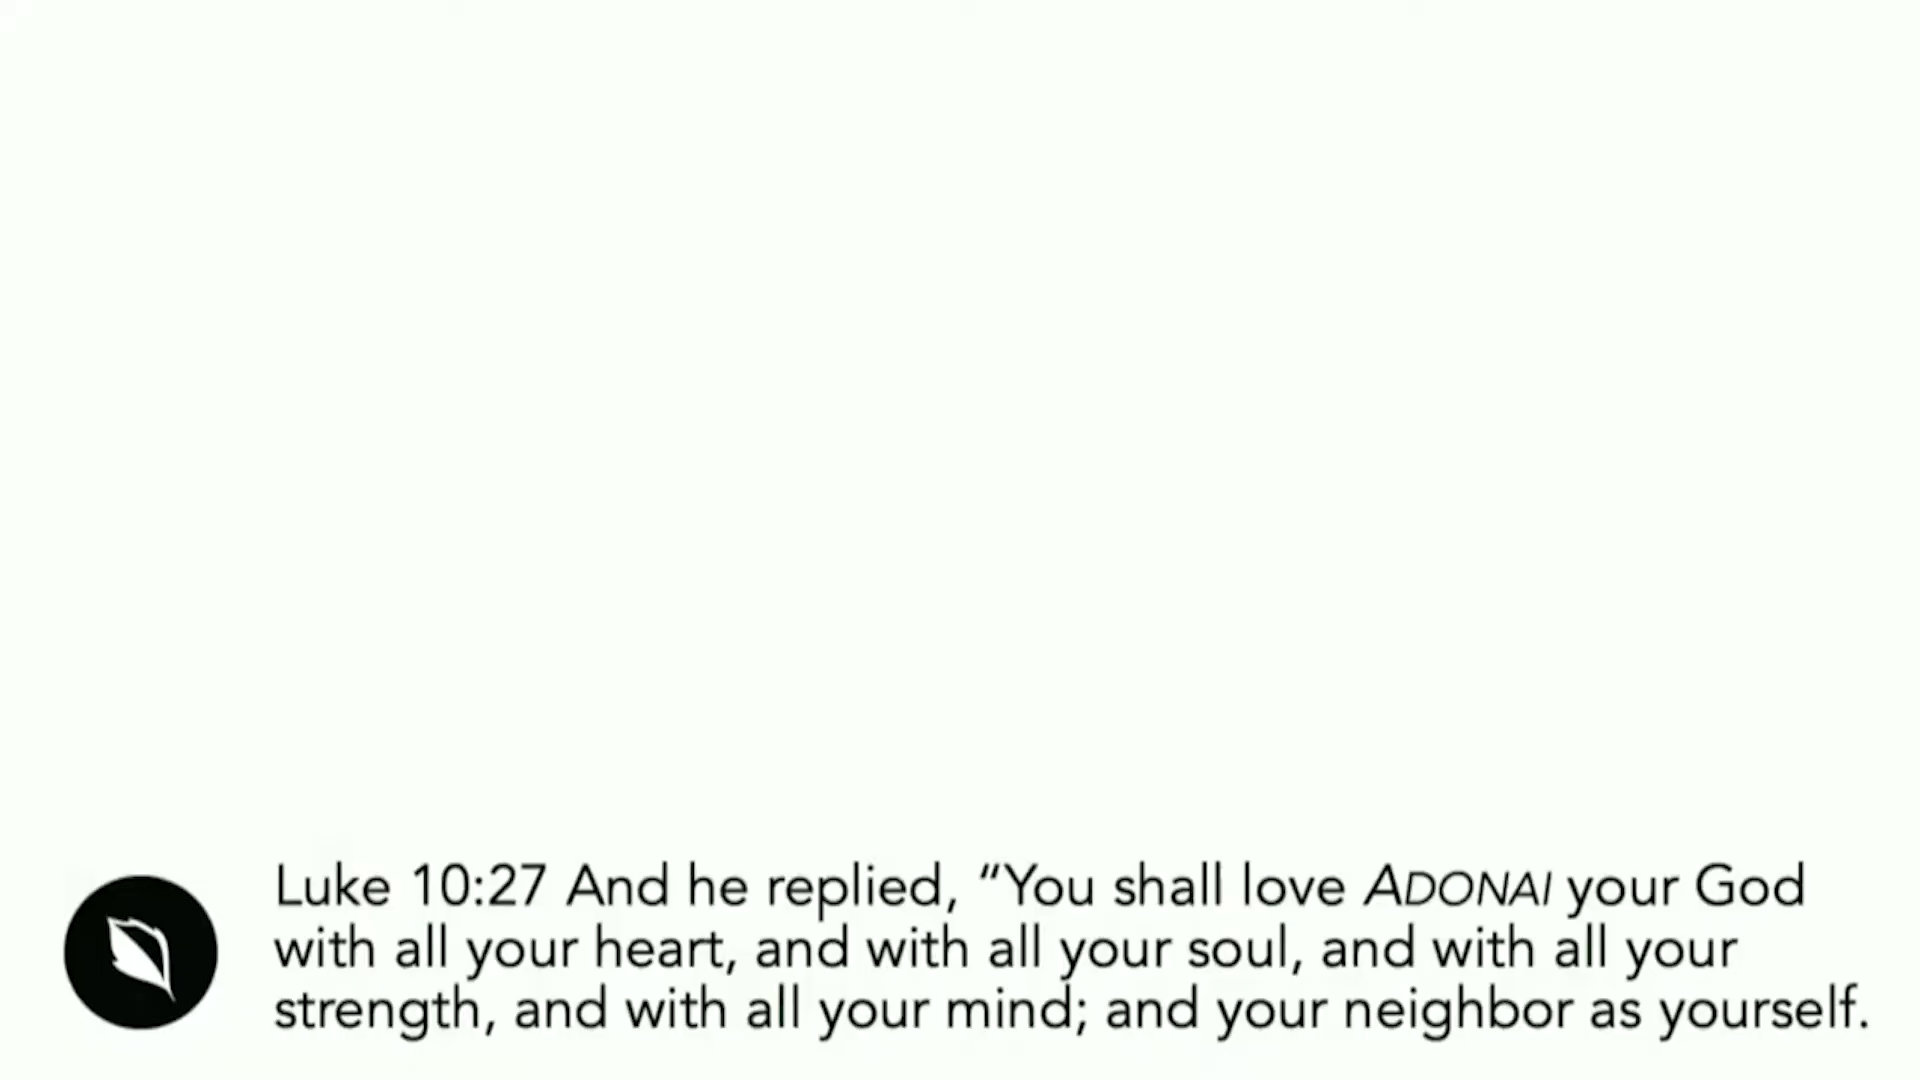 Luke 10:27 And he replied, “You shall love ADONAI your God
with all your heart, and with all your soul, and with all your
strength, and with all your mind; and your neighbor as yourself.